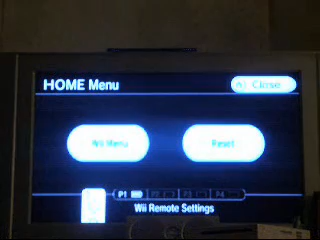 HOME Menu
Close
Wii Menu
Reset
P1 P2 P3 P4
Wii Remote Settings